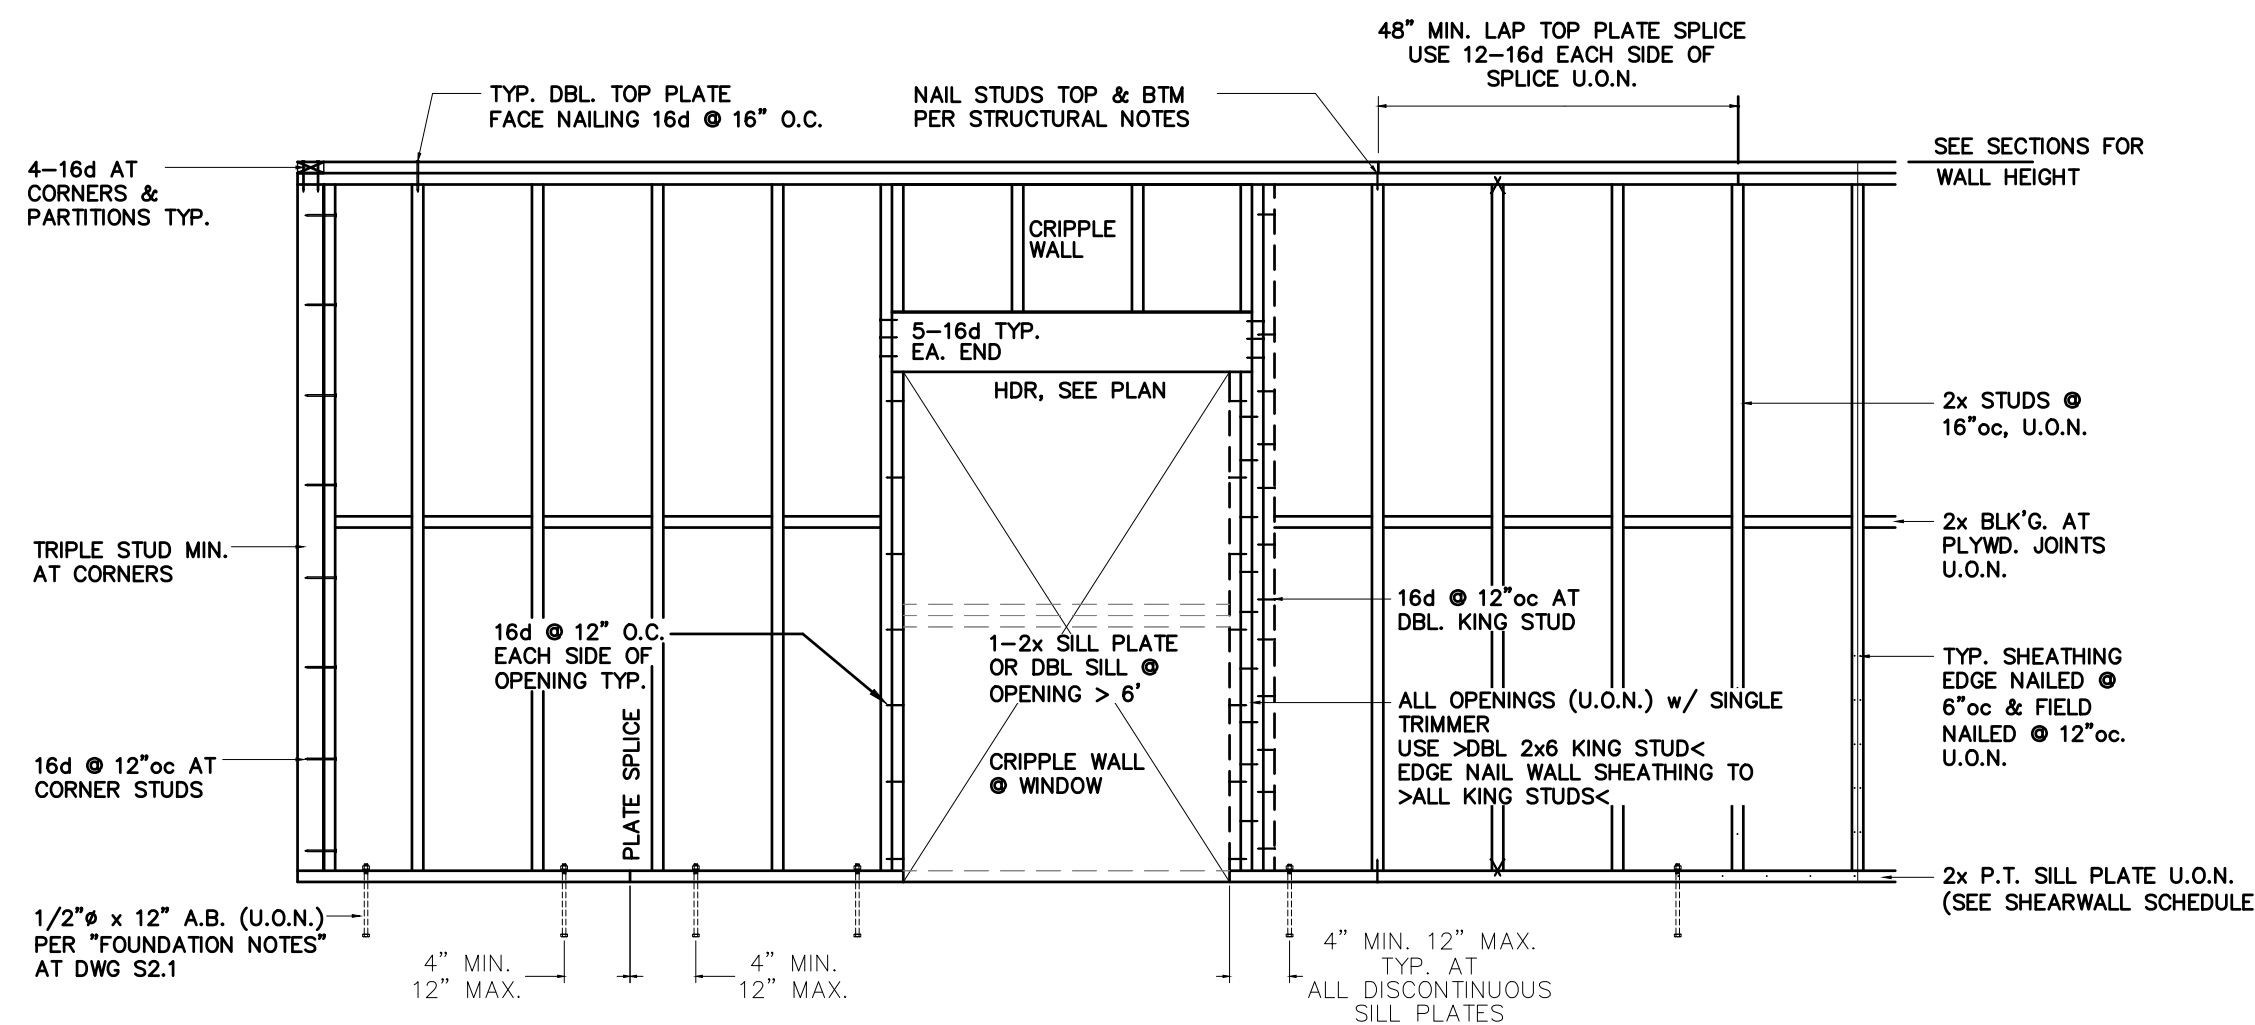 48" MIN. LAP TOP PLATE SPLICE
USE 12-16d EACH SIDE OF
SPLICE U.O.N.
TYP. DBL. TOP PLATE
FACE NAILING 16d @ 16" O.C.
NAIL STUDS TOP & BTM
PER STRUCTURAL NOTES
SEE SECTIONS FOR
WALL HEIGHT
4-16d AT
CORNERS &
PARTITIONS TYP.
CRIPPLE
WALL
5-16d TYP.
EA. END
HDR, SEE PLAN
2x STUDS @
16"oc, U.O.N.
TRIPLE STUD MIN.
AT CORNERS
2x BLK'G. AT
PLYWD. JOINTS
U.O.N.
16d @ 12"oc AT
DBL. KING STUD
16d @ 12" O.C.
EACH SIDE OF
OPENING TYP.
1-2x SILL PLATE
OR DBL SILL @
OPENING > 6'
TYP. SHEATHING
EDGE NAILED @
6"oc & FIELD
NAILED @ 12"oc.
U.O.N.
ALL OPENINGS (U.O.N.) w/ SINGLE
TRIMMER
USE >DBL 2x6 KING STUD<
EDGE NAIL WALL SHEATHING TO
>ALL KING STUDS<
PLATE SPLICE
CRIPPLE WALL
@ WINDOW
16d @ 12"oc AT
CORNER STUDS
2x P.T. SILL PLATE U.O.N.
(SEE SHEARWALL SCHEDULE
1/2"ø x 12" A.B. (U.O.N.)
PER "FOUNDATION NOTES"
AT DWG S2.1
4" MIN.
12" MAX.
4" MIN.
12" MAX.
4" MIN. 12" MAX.
TYP. AT
ALL DISCONTINUOUS
SILL PLATES